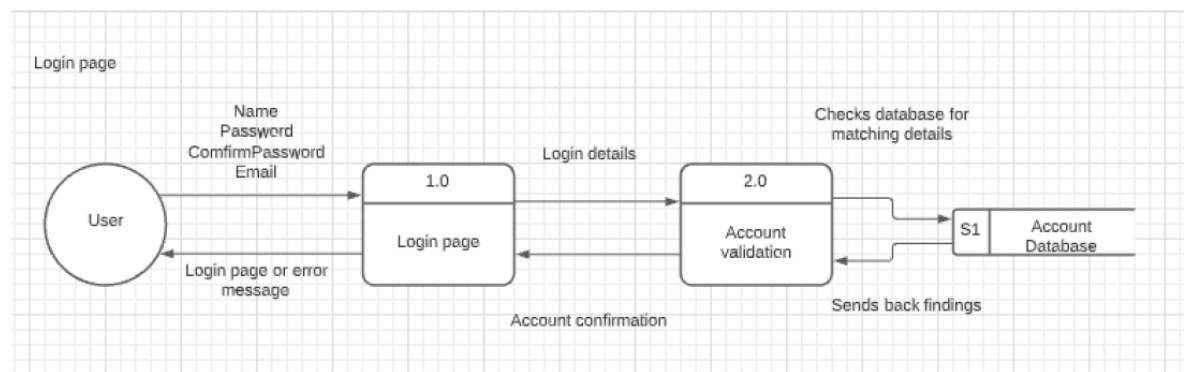 Login page
Name
Password
ComfirmPassword
Email
Login details
Checks database for
matching details
User
1.0
Login page
2.0
Account
validation
S1
Account
Database
Login page or error
message
Account confirmation
Sends back findings